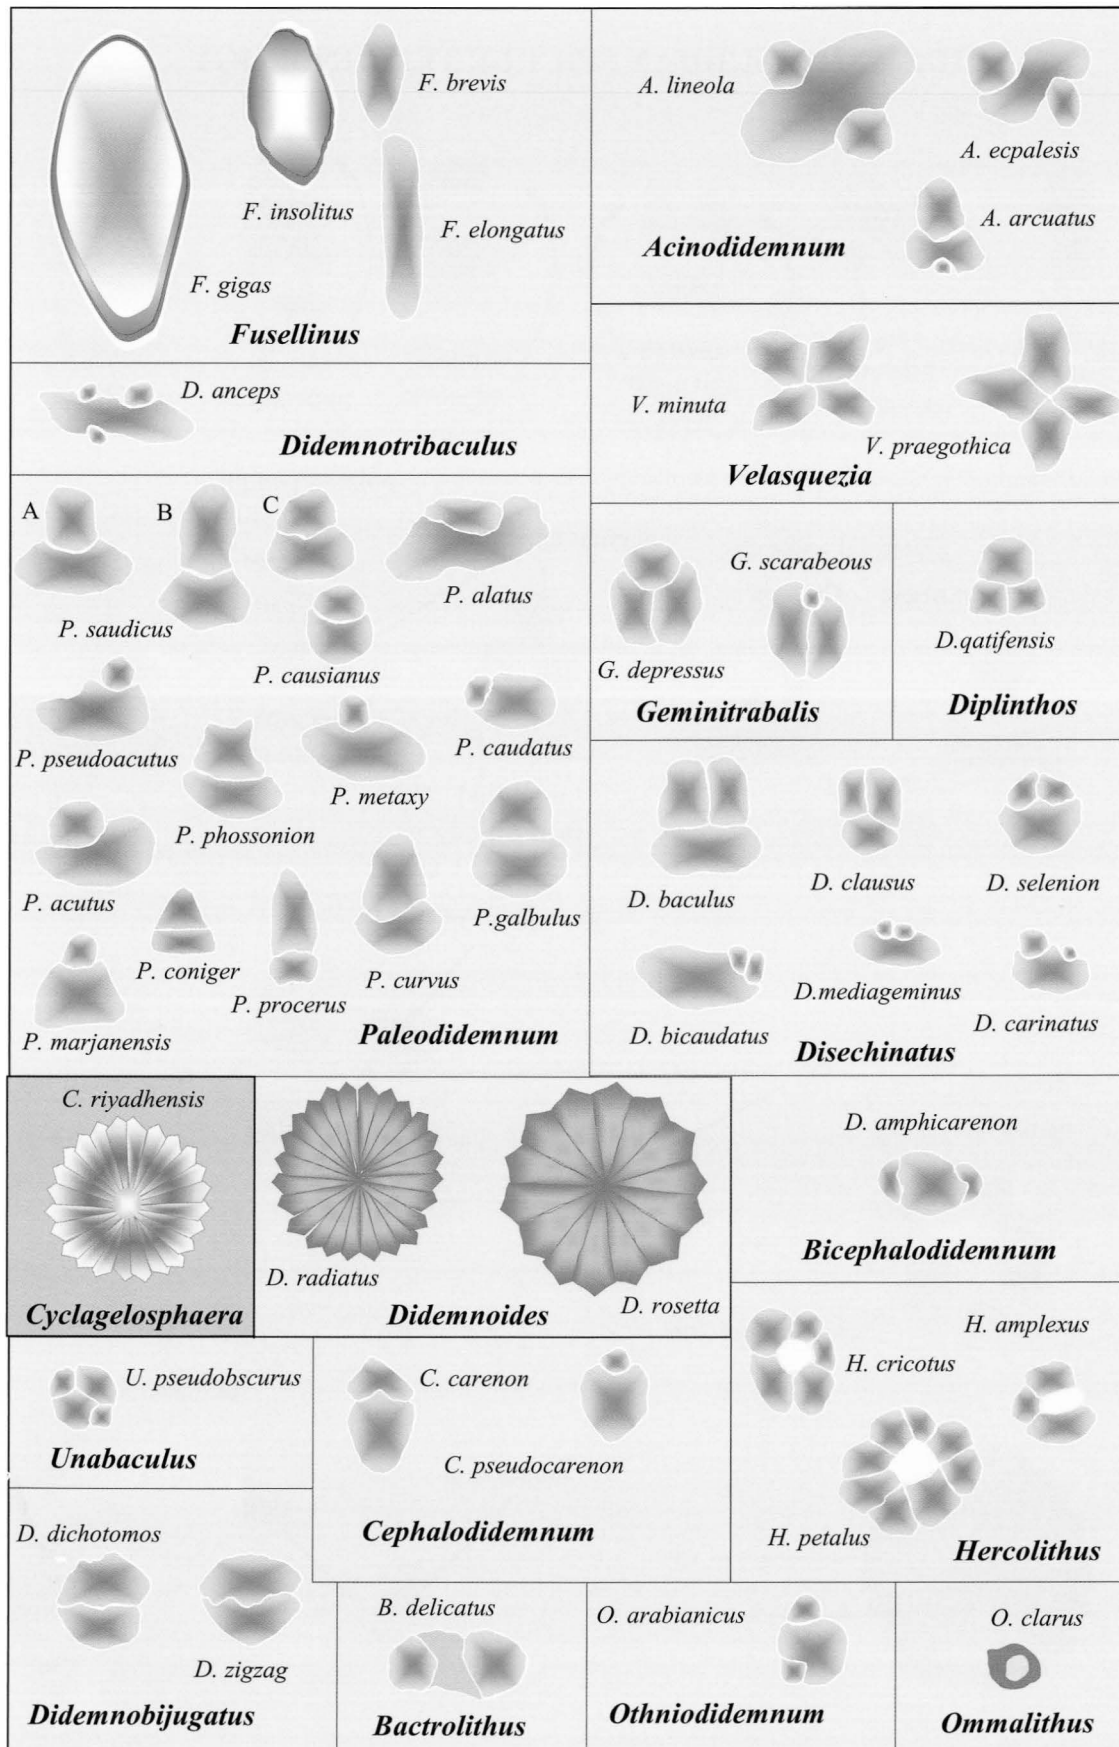 F. brevis
F. insolitus
F. elongatus
F. gigas
Fusellinus
A. lineola
A. ecpalesis
A. arcuatus
Acinodidemnum
D. anceps
Didemnotribaculus
V. minuta
V. praegothica
Velasquezia
A
B
C
P. alatus
P. saudicus
P. causianus
P. pseudoacutus
P. caudatus
P. metaxy
P. phossonion
P. acutus
P.galbulus
P. coniger
P. curvus
P. procerus
P. marjanensis
Paleodidemnum
G. scarabeous
G. depressus
Geminitrabalis
D.qatifensis
Diplinthos
D. baculus
D. clausus
D. selenion
D.mediageminus
D. bicaudatus
D. carinatus
Disechinatus
C. riyadhensis
Cyclagelosphaera
D. radiatus
D. rosetta
Didemnoides
D. amphicarenon
Bicephalodidemnum
H. amplexus
H. cricotus
H. petalus
Hercolithus
U. pseudobscurus
Unabaculus
C. carenon
C. pseudocarenon
Cephalodidemnum
D. dichotomos
D. zigzag
Didemnobijugatus
B. delicatus
Bactrolithus
O. arabianicus
Othniodidemnum
O. clarus
Ommalithus